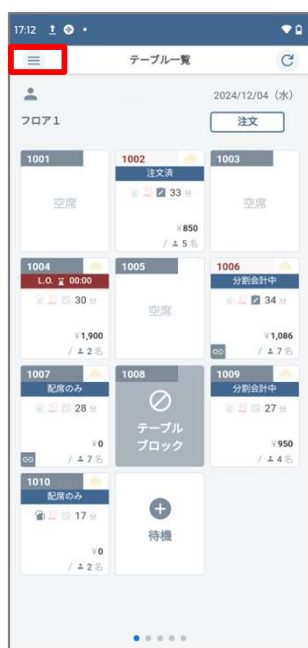 17:12
テーブル一覧
2024/12/04（水）
フロア1
注文
1001
空席
1002
注文済
33 分
¥850
/ 5 名
1003
空席
1004
L.O. 00:00
30 分
¥1,900
/ 2 名
1005
空席
1006
分割会計中
34 分
¥1,086
/ 7 名
1007
配席のみ
28 分
¥0
/ 7 名
1008
テーブル
ブロック
1009
分割会計中
27 分
¥950
/ 4 名
1010
配席のみ
17 分
¥0
/ 2 名
待機